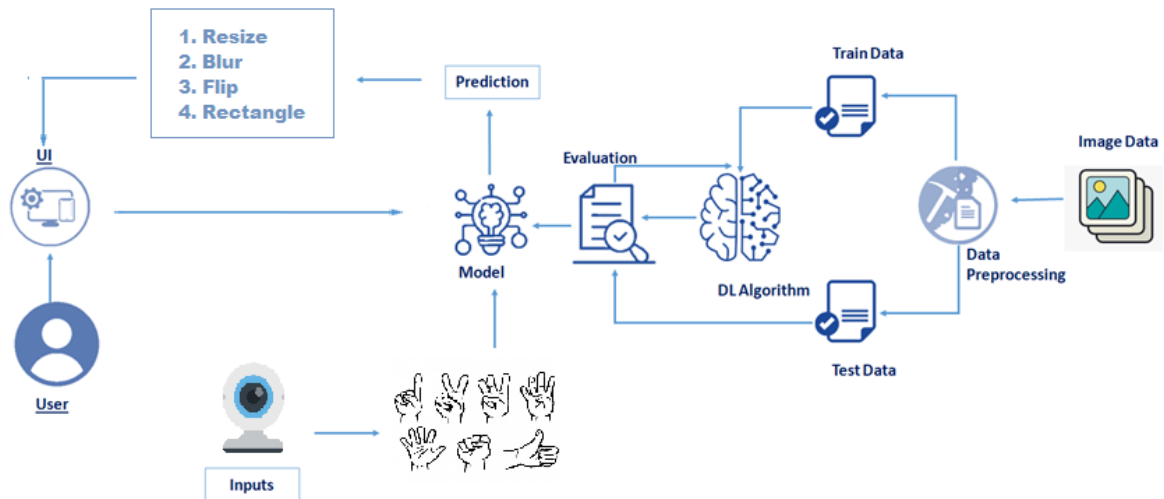 1. Resize
2. Blur
3. Flip
4. Rectangle
Prediction
Train Data
Image Data
UI
Evaluation
Model
DL Algorithm
Data
Preprocessing
Test Data
User
Inputs